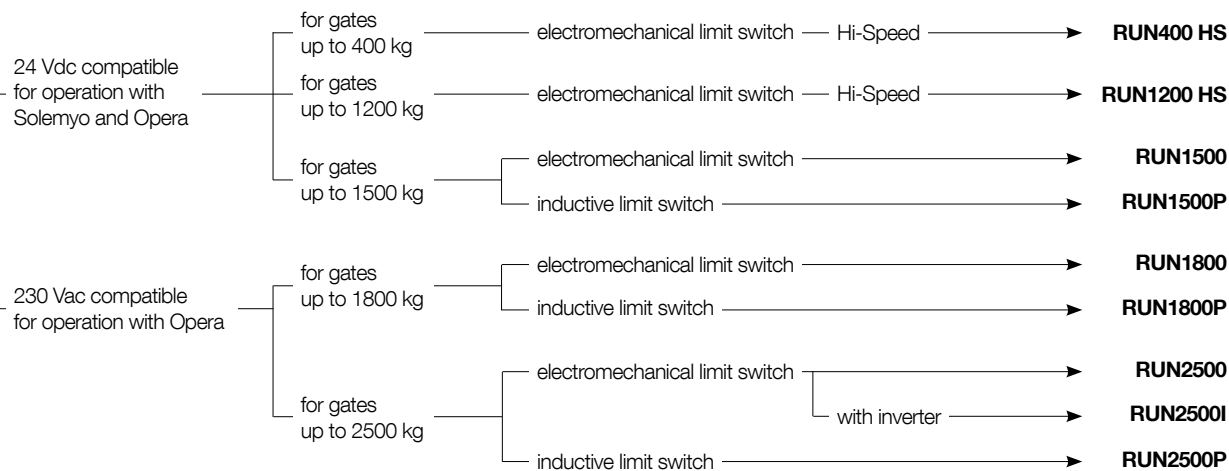 for gates
up to 400 kg
electromechanical limit switch
Hi-Speed
RUN400 HS
24 Vdc compatible
for operation with
Solemyo and Opera
for gates
up to 1200 kg
electromechanical limit switch
Hi-Speed
RUN1200 HS
for gates
up to 1500 kg
electromechanical limit switch
RUN1500
inductive limit switch
RUN1500P
230 Vac compatible
for operation with Opera
for gates
up to 1800 kg
electromechanical limit switch
RUN1800
inductive limit switch
RUN1800P
for gates
up to 2500 kg
electromechanical limit switch
RUN2500
with inverter
RUN2500I
inductive limit switch
RUN2500P